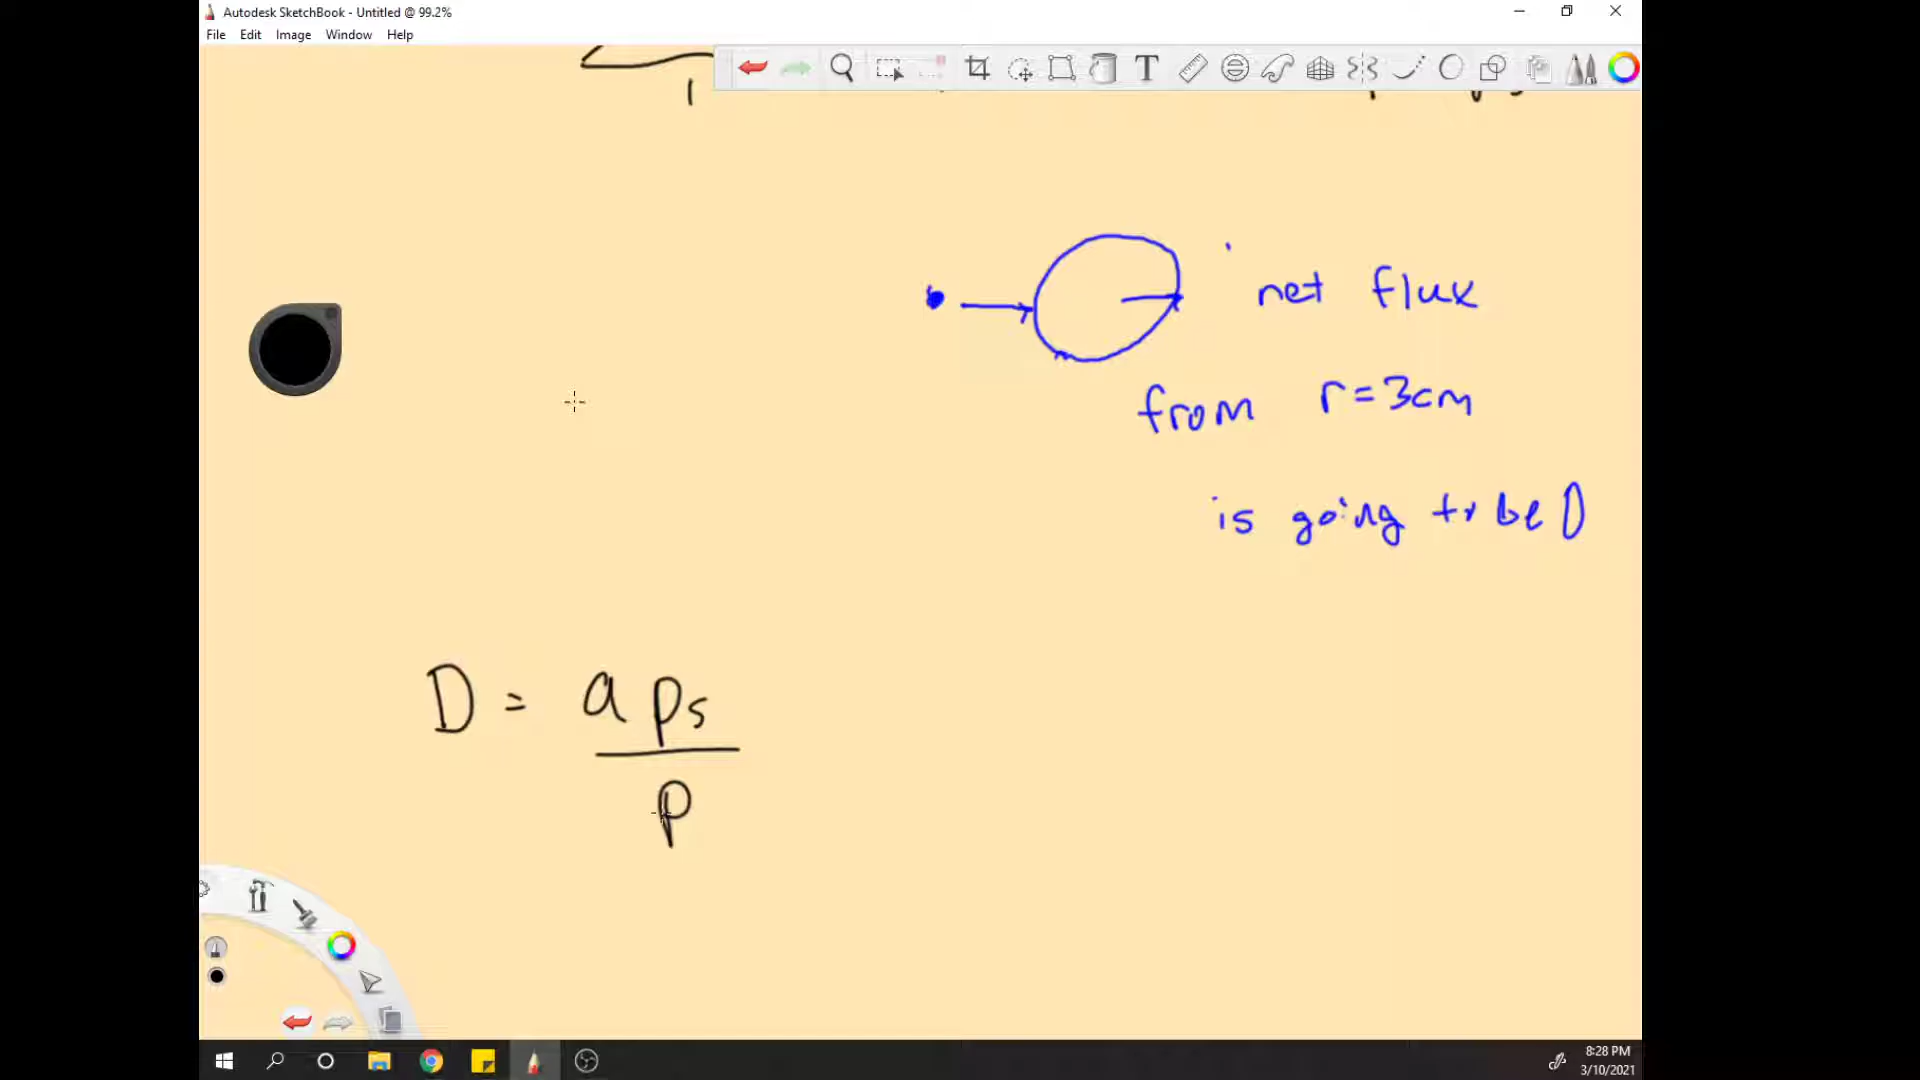 Autodesk SketchBook - Untitled @ 99.2%
File Edit Image Window Help
T
net flux
from r = 3cm
is going to be 0
D = a ps
p
8:28 PM
3/10/2021